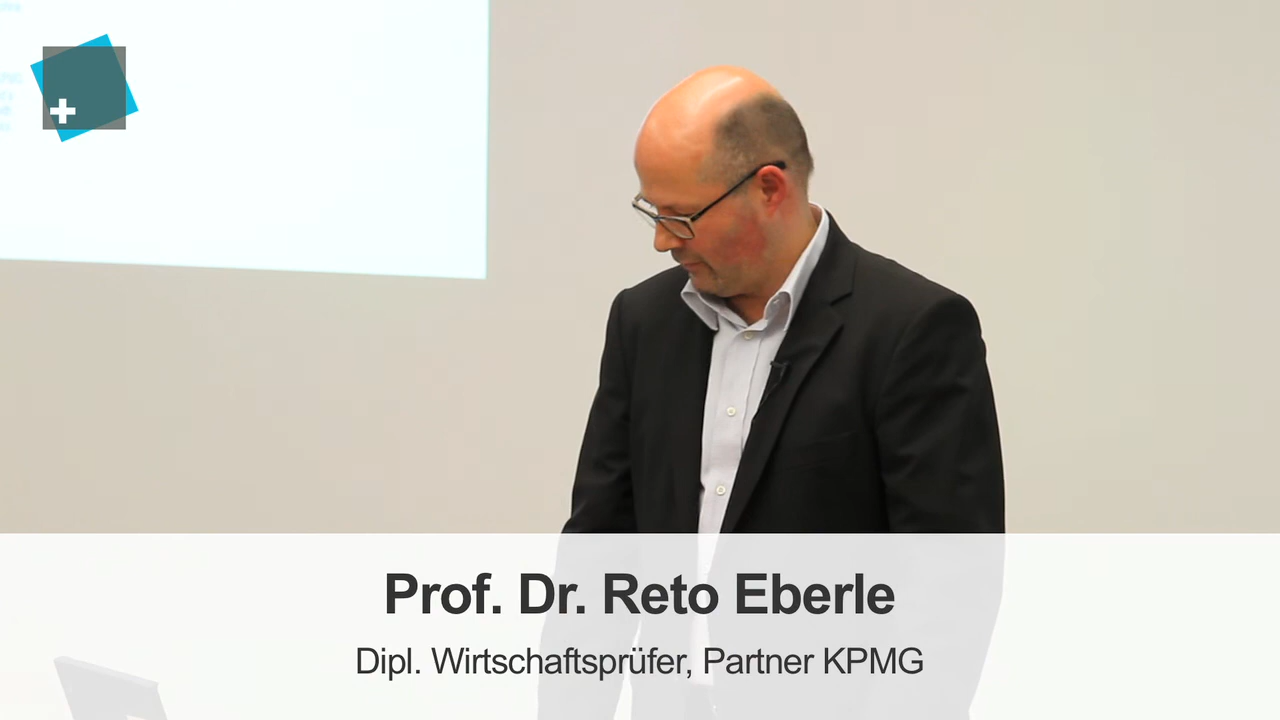 Prof. Dr. Reto Eberle
Dipl. Wirtschaftsprüfer, Partner KPMG